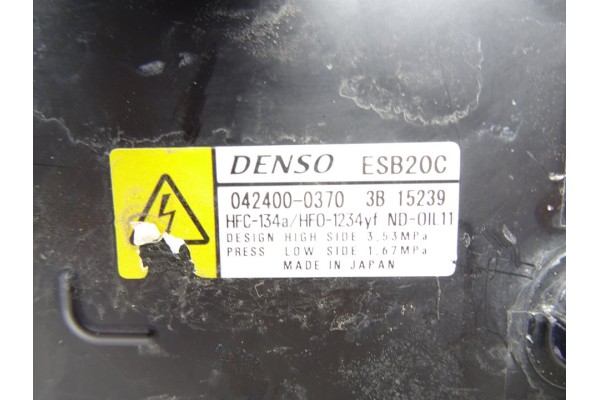 DENSO ESB20C
042400-0370 3B 15239
HFC-134a/HFO-1234yf ND-OIL11
DESIGN HIGH SIDE 3.53MPa
PRESS LOW SIDE 1.67MPa
MADE IN JAPAN